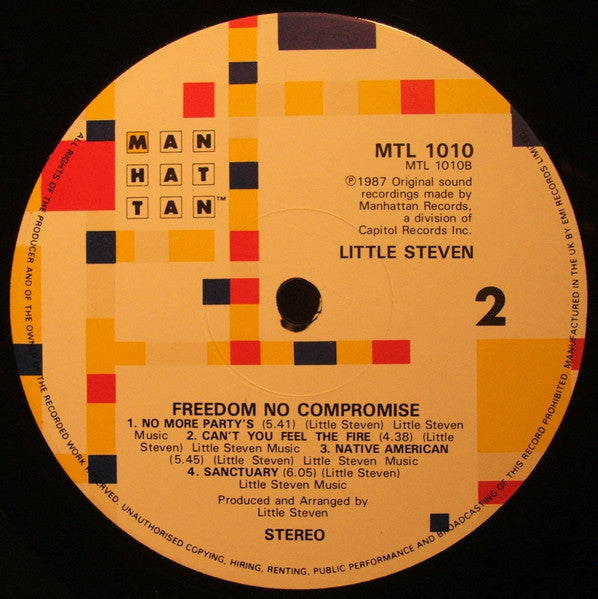 MAN
HAT
TAN™
MTL 1010
MTL 1010B
℗1987 Original sound
recordings made by
Manhattan Records,
a division of
Capitol Records Inc.
LITTLE STEVEN
2
FREEDOM NO COMPROMISE
1. NO MORE PARTY'S (5.41) (Little Steven) Little Steven
Music 2. CAN'T YOU FEEL THE FIRE (4.38) (Little
Steven) Little Steven Music 3. NATIVE AMERICAN
(5.45) (Little Steven) Little Steven Music
4. SANCTUARY (6.05) (Little Steven)
Little Steven Music
Produced and Arranged by
Little Steven
STEREO
ALL RIGHTS OF THE PRODUCER AND OF THE OWNER OF THE RECORDED WORK RESERVED. UNAUTHORISED COPYING, HIRING, RENTING, PUBLIC PERFORMANCE AND BROADCASTING OF THIS RECORD PROHIBITED. MANUFACTURED IN THE UK BY EMI RECORDS LIMITED